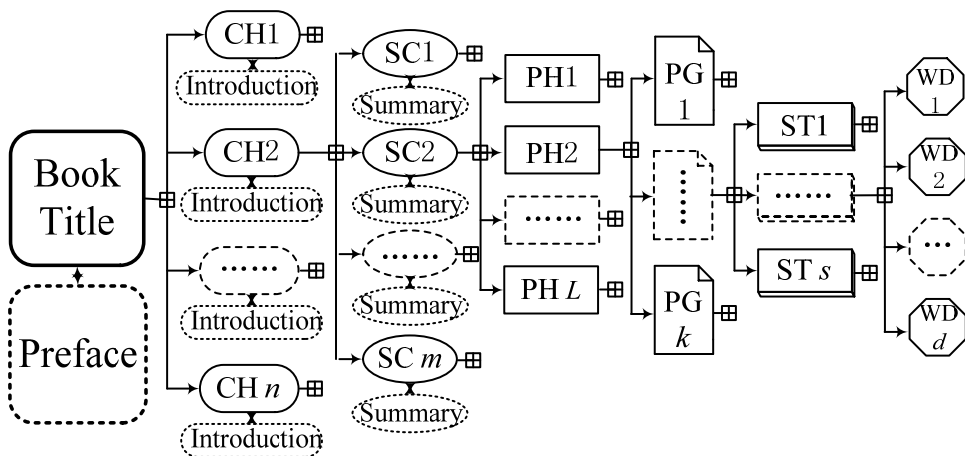 Book
Title
Preface
CH1
Introduction
CH2
Introduction
......
Introduction
CH n
Introduction
SC1
Summary
SC2
Summary
......
Summary
SC m
Summary
PH1
PH2
......
PH L
PG
1
......
PG
k
ST1
......
ST s
WD
1
WD
2
...
WD
d